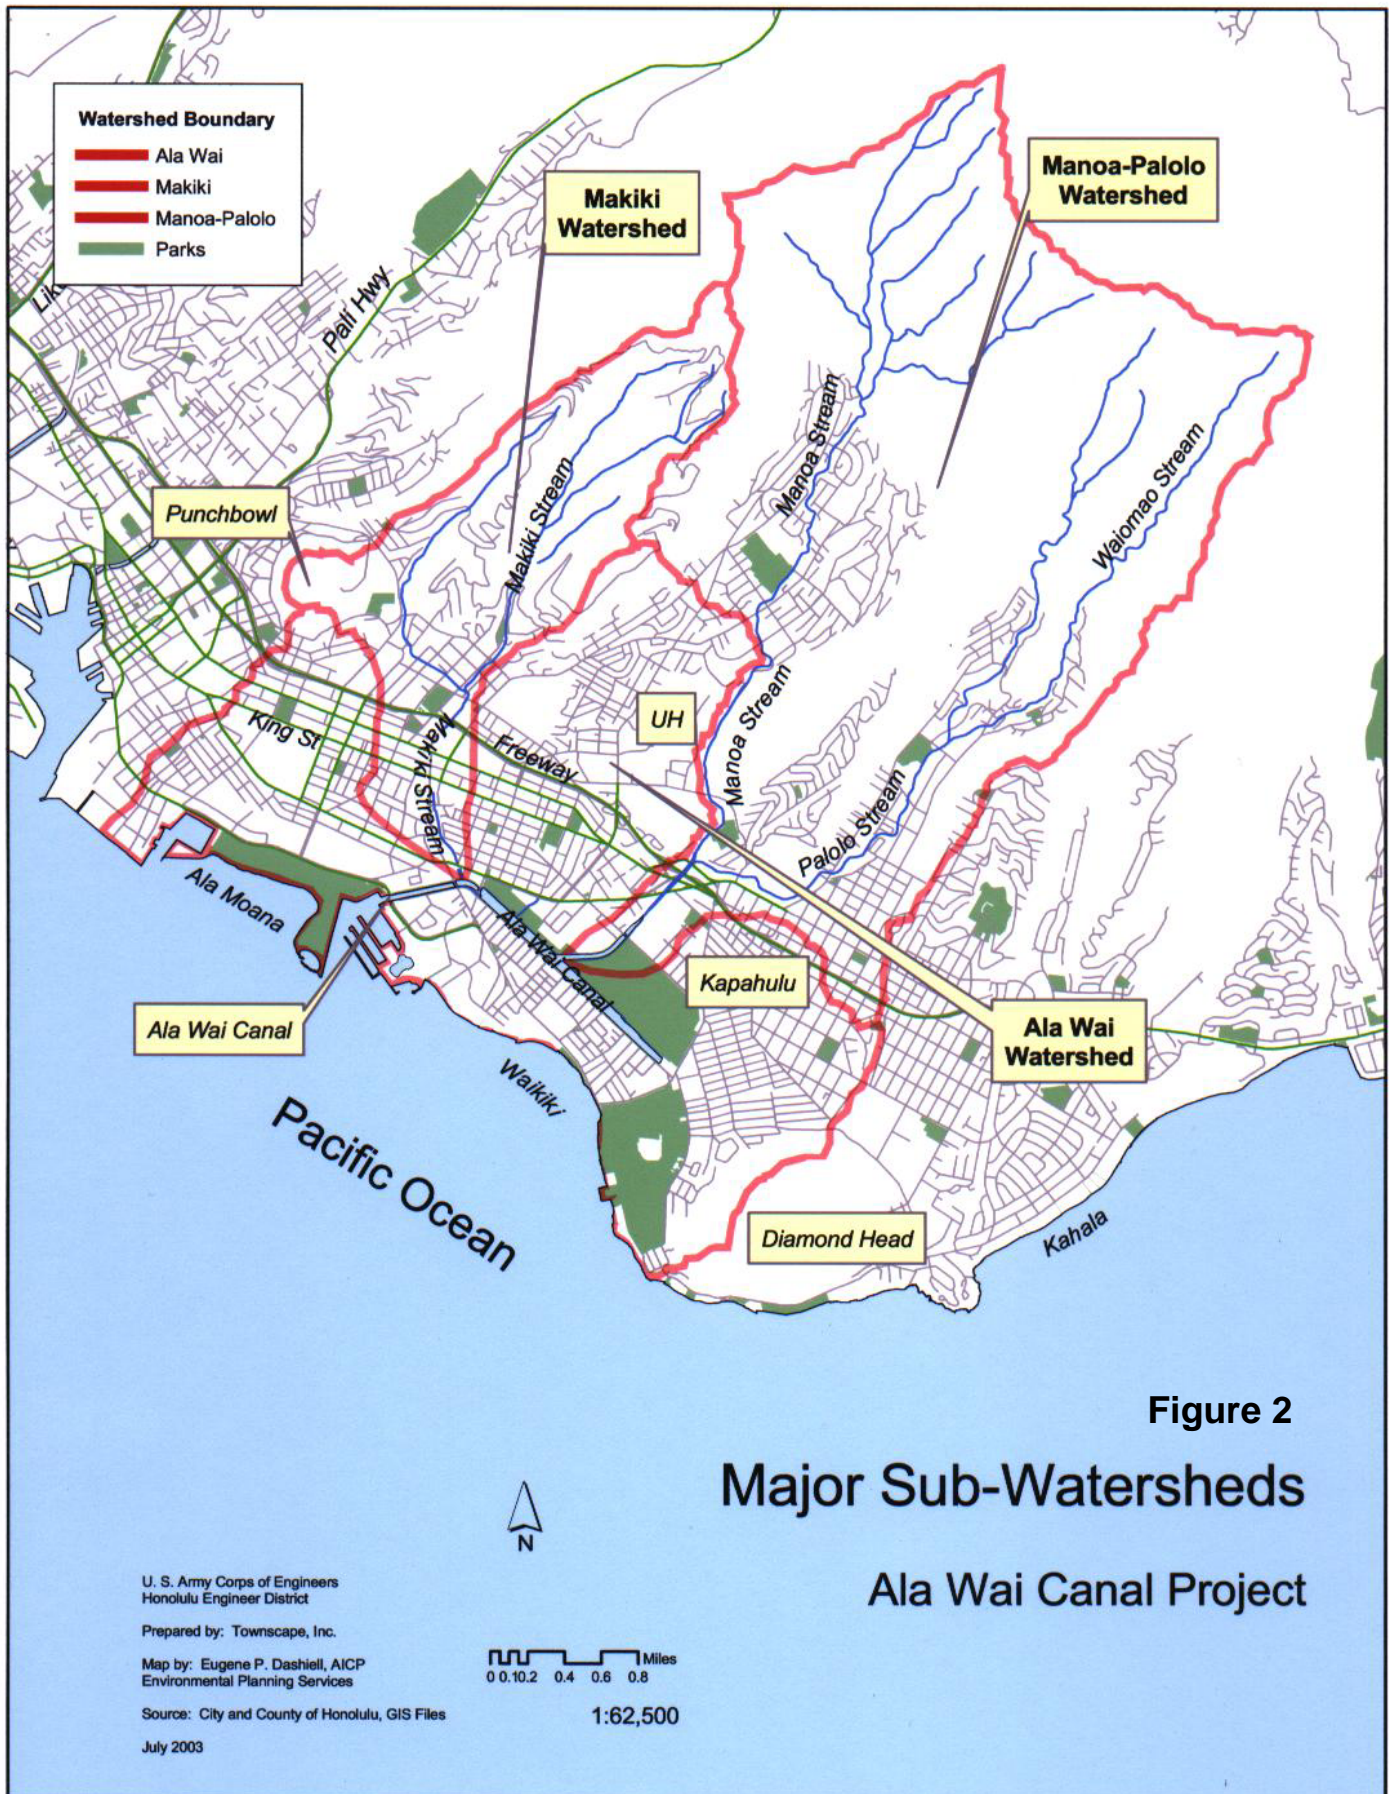 Watershed Boundary
Ala Wai
Makiki
Manoa-Palolo
Parks
Manoa-Palolo
Watershed
Makiki
Watershed
Pali Hwy
Punchbowl
Makiki Stream
Manoa Stream
Waiomao Stream
UH
King St
Freeway
Makiki Stream
Manoa Stream
Palolo Stream
Ala Moana
Ala Wai Canal
Kapahulu
Ala Wai Canal
Ala Wai
Watershed
Waikiki
Pacific Ocean
Diamond Head
Kahala
Figure 2
Major Sub-Watersheds
Ala Wai Canal Project
N
U. S. Army Corps of Engineers
Honolulu Engineer District
Prepared by: Townscape, Inc.
Map by: Eugene P. Dashiell, AICP
Environmental Planning Services
Source: City and County of Honolulu, GIS Files
July 2003
Miles
0 0.10.2 0.4 0.6 0.8
1:62,500